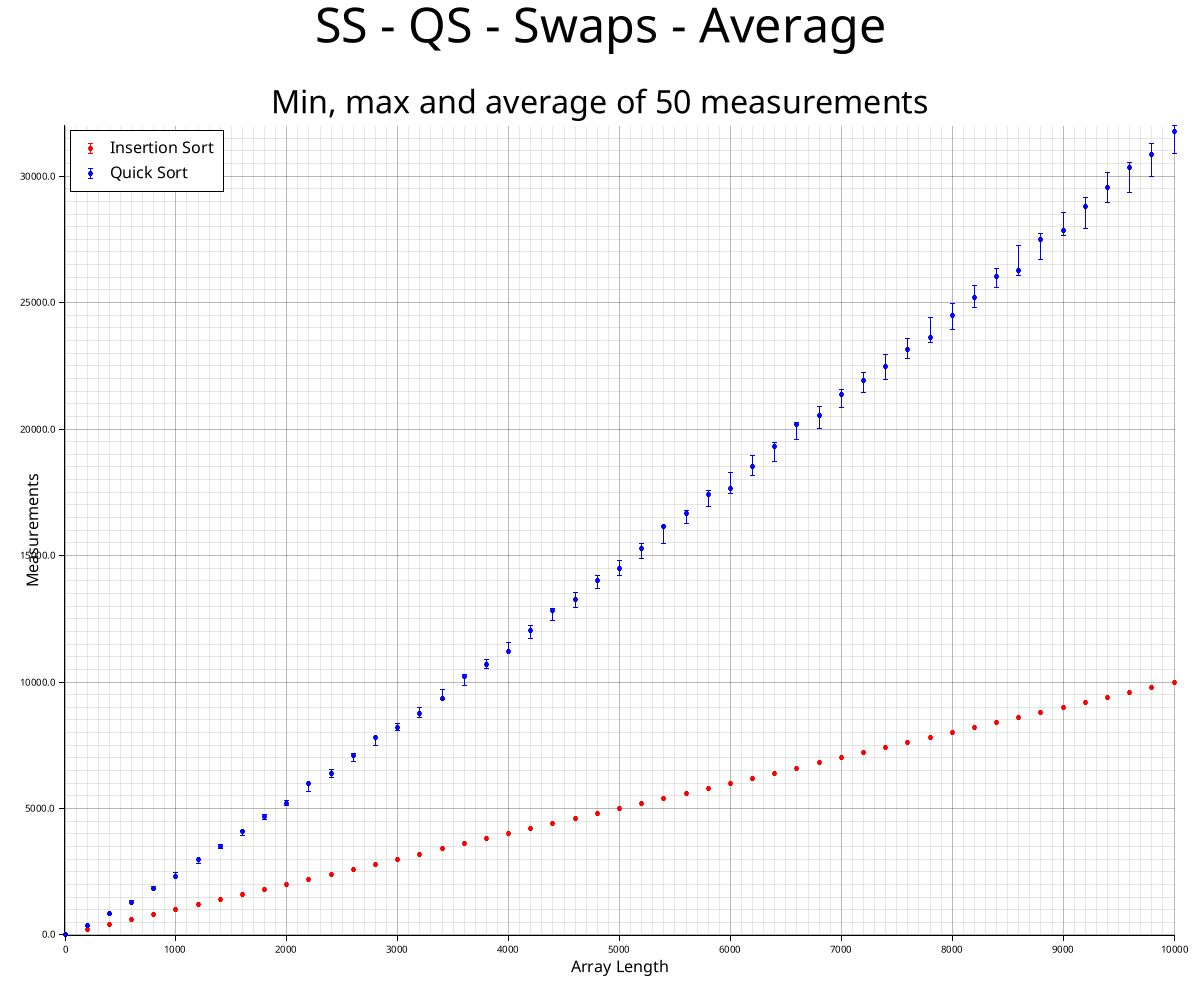 SS - QS - Swaps - Average
Min, max and average of 50 measurements
Insertion Sort
Quick Sort
30000.0
25000.0
20000.0
15000.0
10000.0
5000.0
0.0
Measurements
0 1000 2000 3000 4000 5000 6000 7000 8000 9000 10000
Array Length